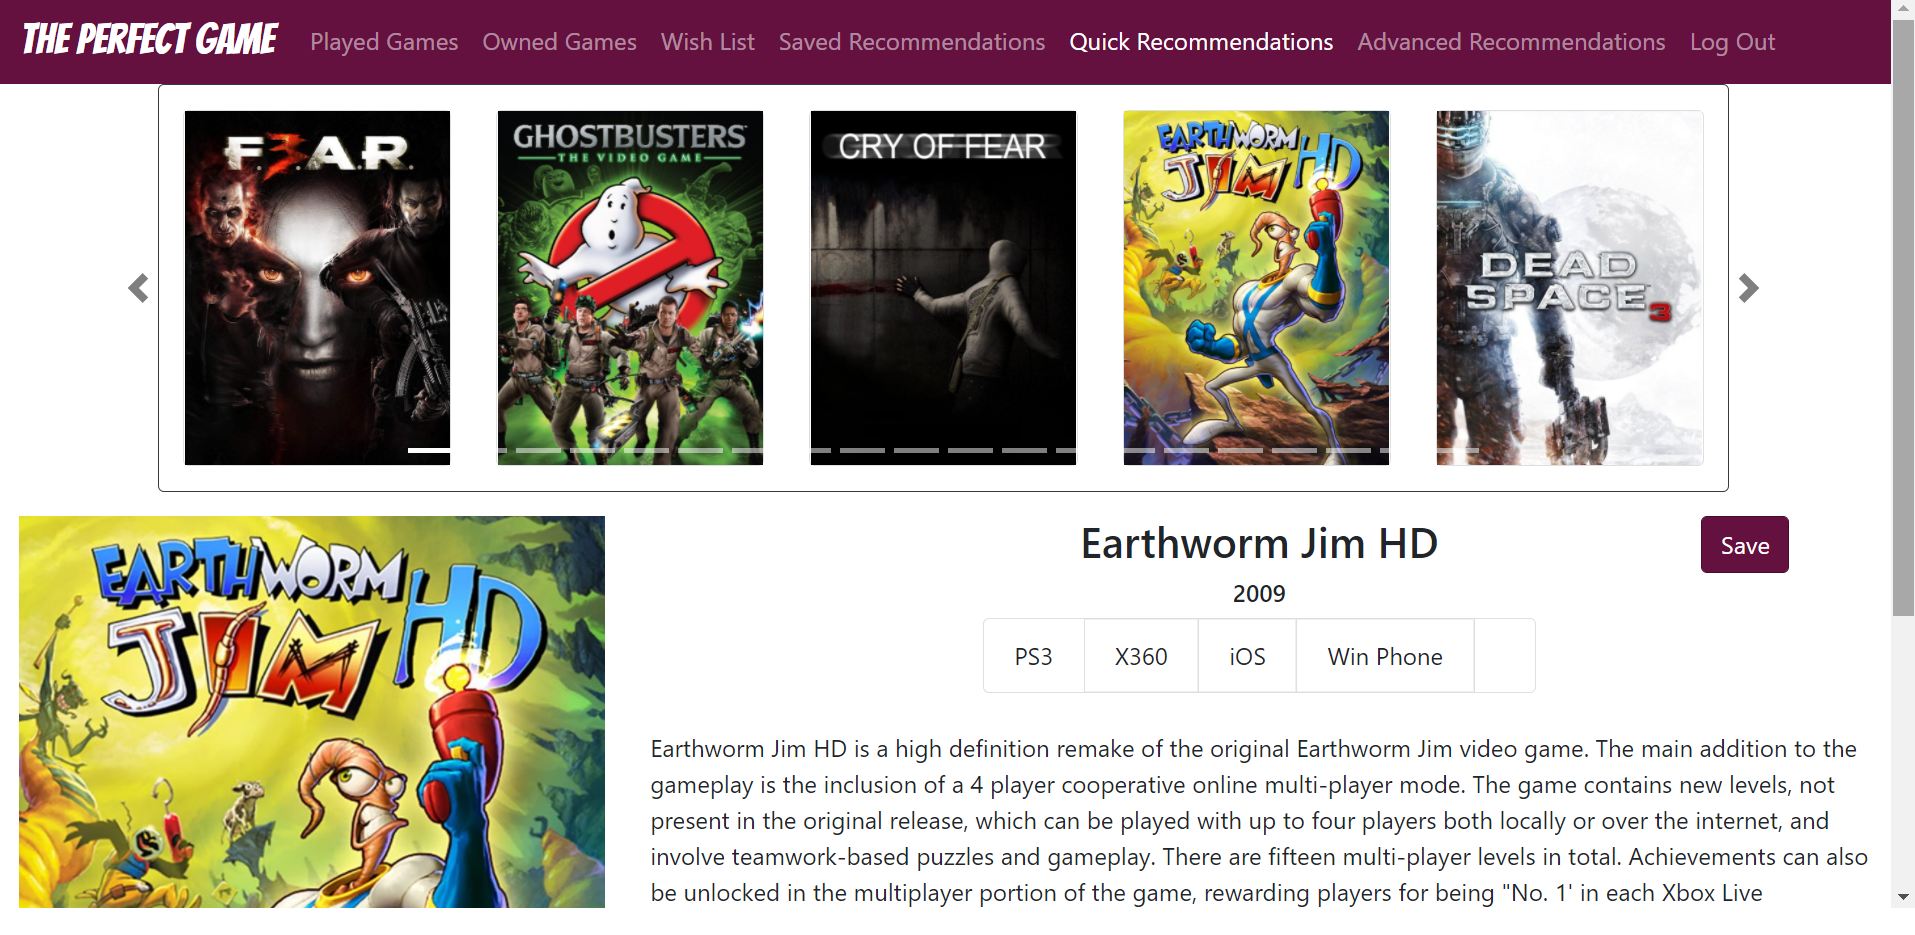 THE PERFECT GAME Played Games Owned Games Wish List Saved Recommendations Quick Recommendations Advanced Recommendations Log Out
F.3.A.R.
GHOSTBUSTERS
THE VIDEO GAME
CRY OF FEAR
EARTHWORM
JIM HD
DEAD
SPACE 3
EARTHWORM
JIM HD
Earthworm Jim HD
Save
2009
PS3 X360 iOS Win Phone
Earthworm Jim HD is a high definition remake of the original Earthworm Jim video game. The main addition to the
gameplay is the inclusion of a 4 player cooperative online multi-player mode. The game contains new levels, not
present in the original release, which can be played with up to four players both locally or over the internet, and
involve teamwork-based puzzles and gameplay. There are fifteen multi-player levels in total. Achievements can also
be unlocked in the multiplayer portion of the game, rewarding players for being "No. 1' in each Xbox Live